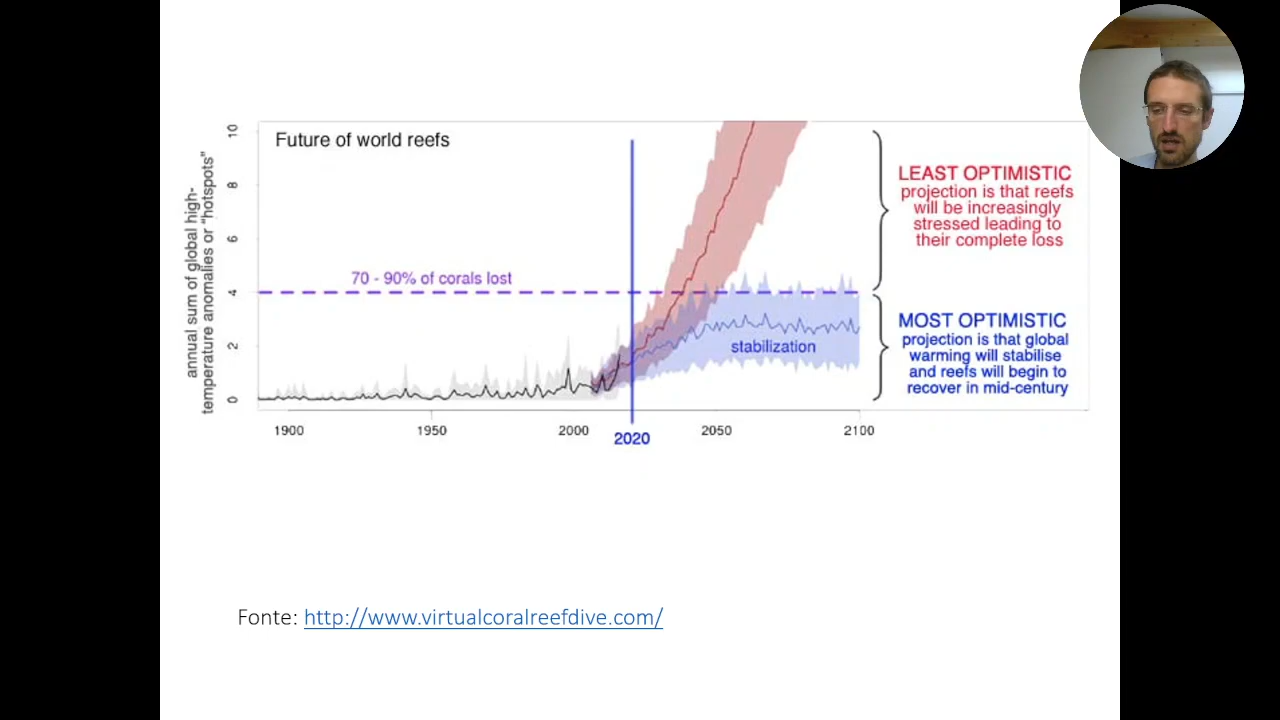 Future of world reefs
annual sum of global high-
temperature anomalies or "hotspots"
10
8
6
4
2
0
70 - 90% of corals lost
stabilization
1900
1950
2000
2020
2050
2100
LEAST OPTIMISTIC
projection is that reefs
will be increasingly
stressed leading to
their complete loss
MOST OPTIMISTIC
projection is that global
warming will stabilise
and reefs will begin to
recover in mid-century
Fonte: http://www.virtualcoralreefdive.com/